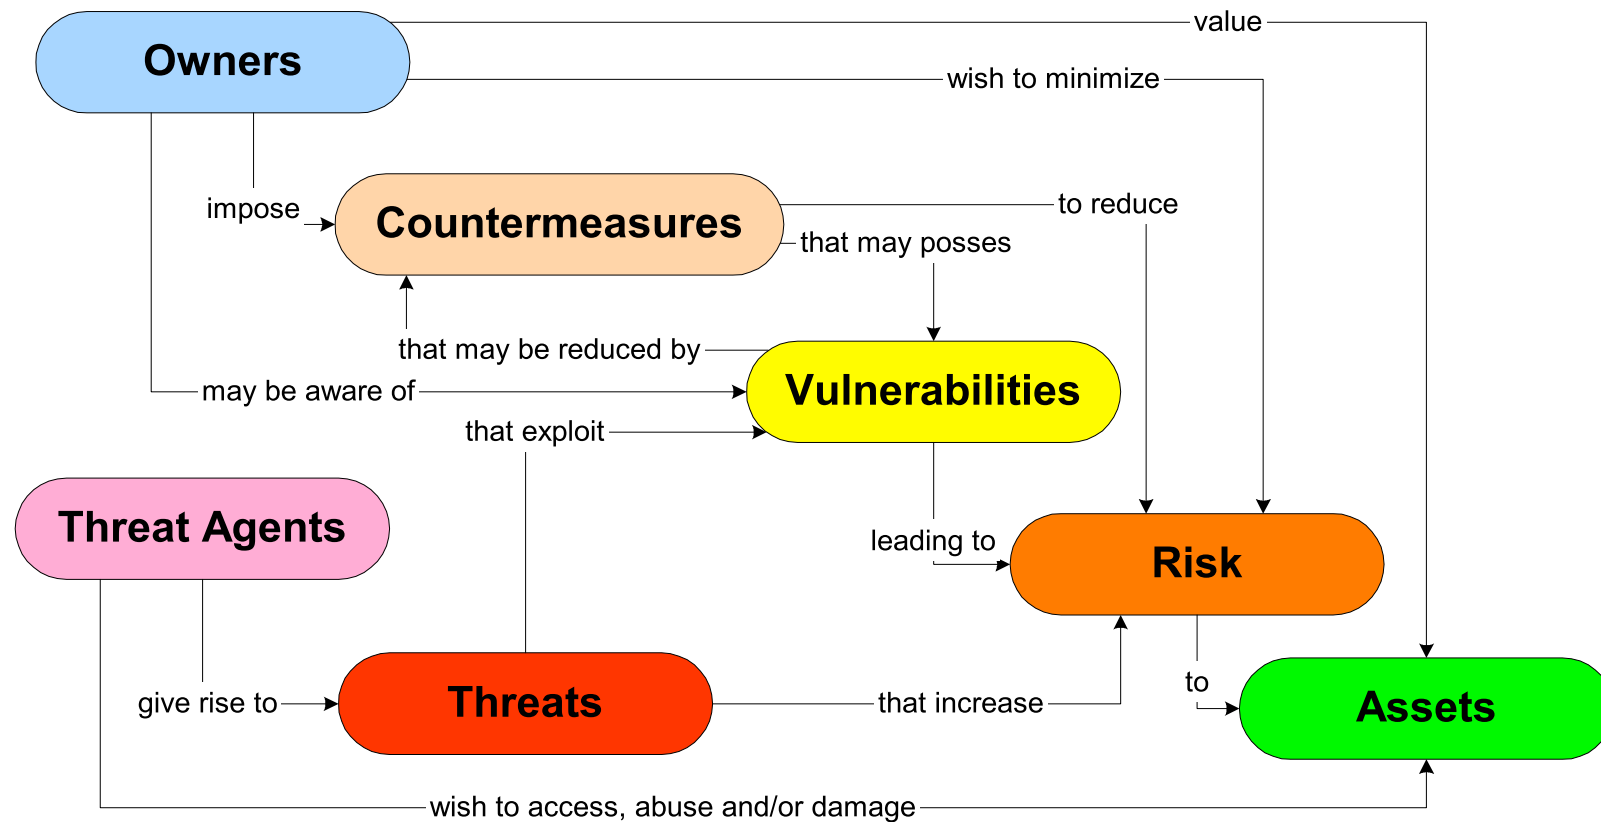 value
Owners
wish to minimize
impose
Countermeasures
to reduce
that may posses
that may be reduced by
may be aware of
Vulnerabilities
that exploit
Threat Agents
leading to
Risk
give rise to
Threats
that increase
to
Assets
wish to access, abuse and/or damage